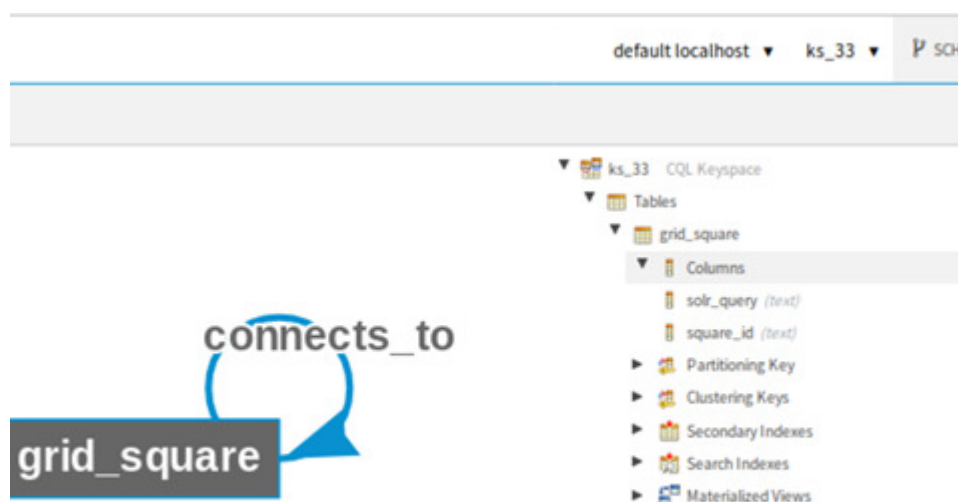 default localhost ▼ ks_33 ▼ SCH
ks_33 CQL Keyspace
Tables
grid_square
Columns
solr_query (text)
square_id (text)
Partitioning Key
Clustering Keys
Secondary Indexes
Search Indexes
Materialized Views
connects_to
grid_square